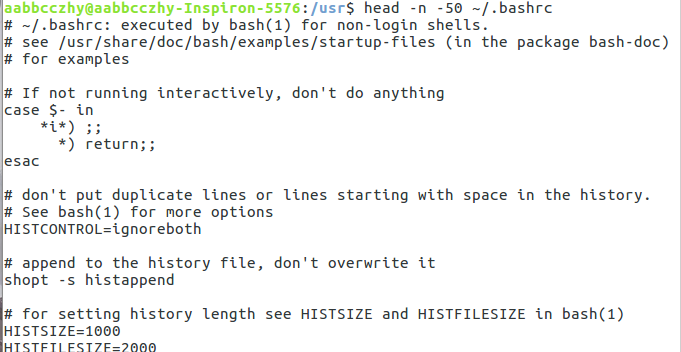 aabbcczhy@aabbcczhy-Inspiron-5576:/usr$ head -n -50 ~/.bashrc
# ~/.bashrc: executed by bash(1) for non-login shells.
# see /usr/share/doc/bash/examples/startup-files (in the package bash-doc)
# for examples

# If not running interactively, don't do anything
case $- in
    *i*) ;;
      *) return;;
esac

# don't put duplicate lines or lines starting with space in the history.
# See bash(1) for more options
HISTCONTROL=ignoreboth

# append to the history file, don't overwrite it
shopt -s histappend

# for setting history length see HISTSIZE and HISTFILESIZE in bash(1)
HISTSIZE=1000
HISTFILESIZE=2000